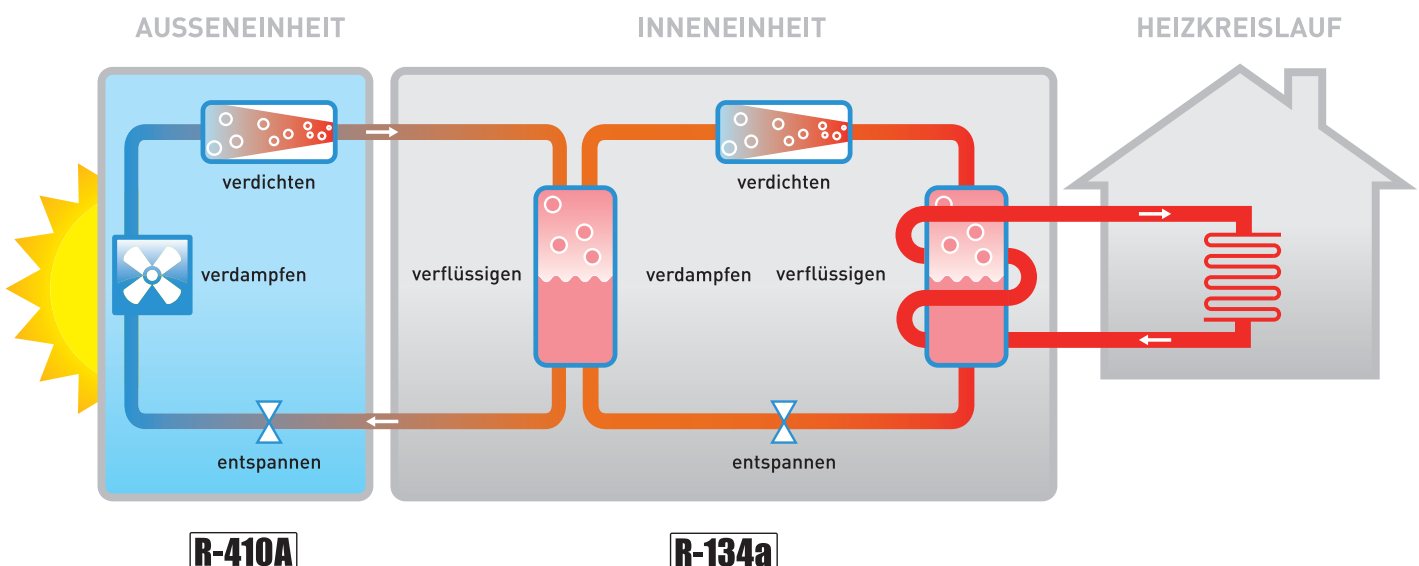 AUSSENEINHEIT
INNENEINHEIT
HEIZKREISLAUF
verdichten
verdichten
verdampfen
verflüssigen
verdampfen
verflüssigen
entspannen
entspannen
R-410A
R-134a